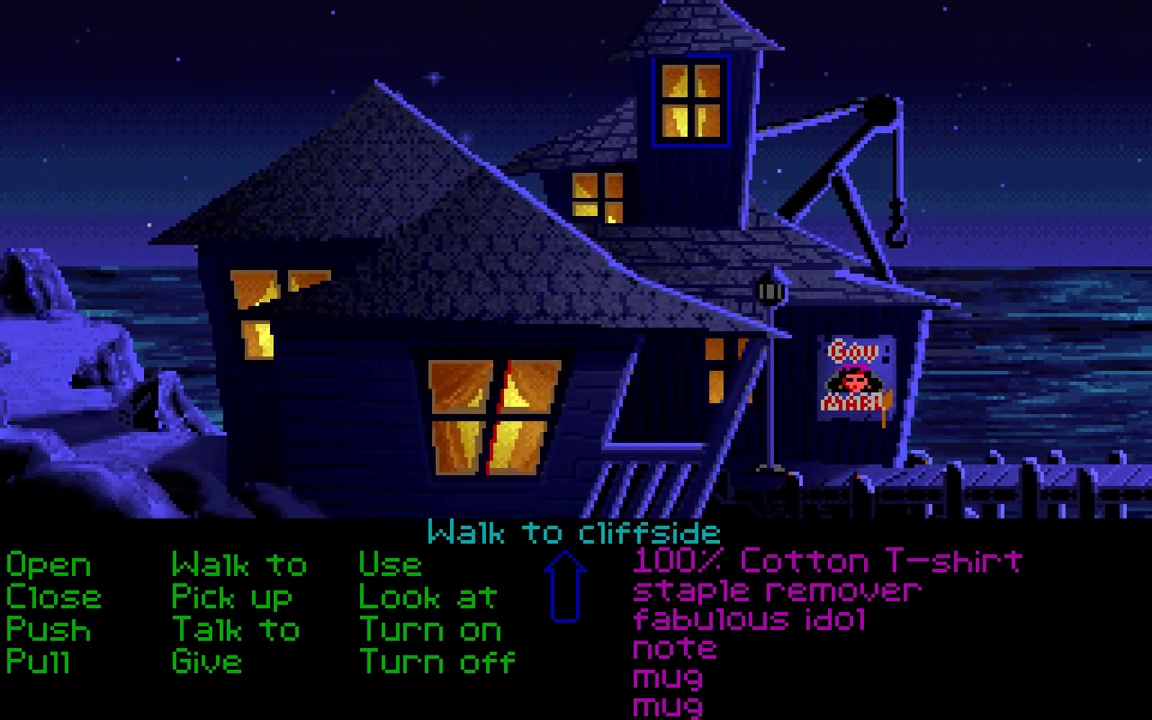 GOV.
MARL
Walk to cliffside
Open Walk to Use
Close Pick up Look at
Push Talk to Turn on
Pull Give Turn off
100% Cotton T-shirt
staple remover
fabulous idol
note
mug
mug